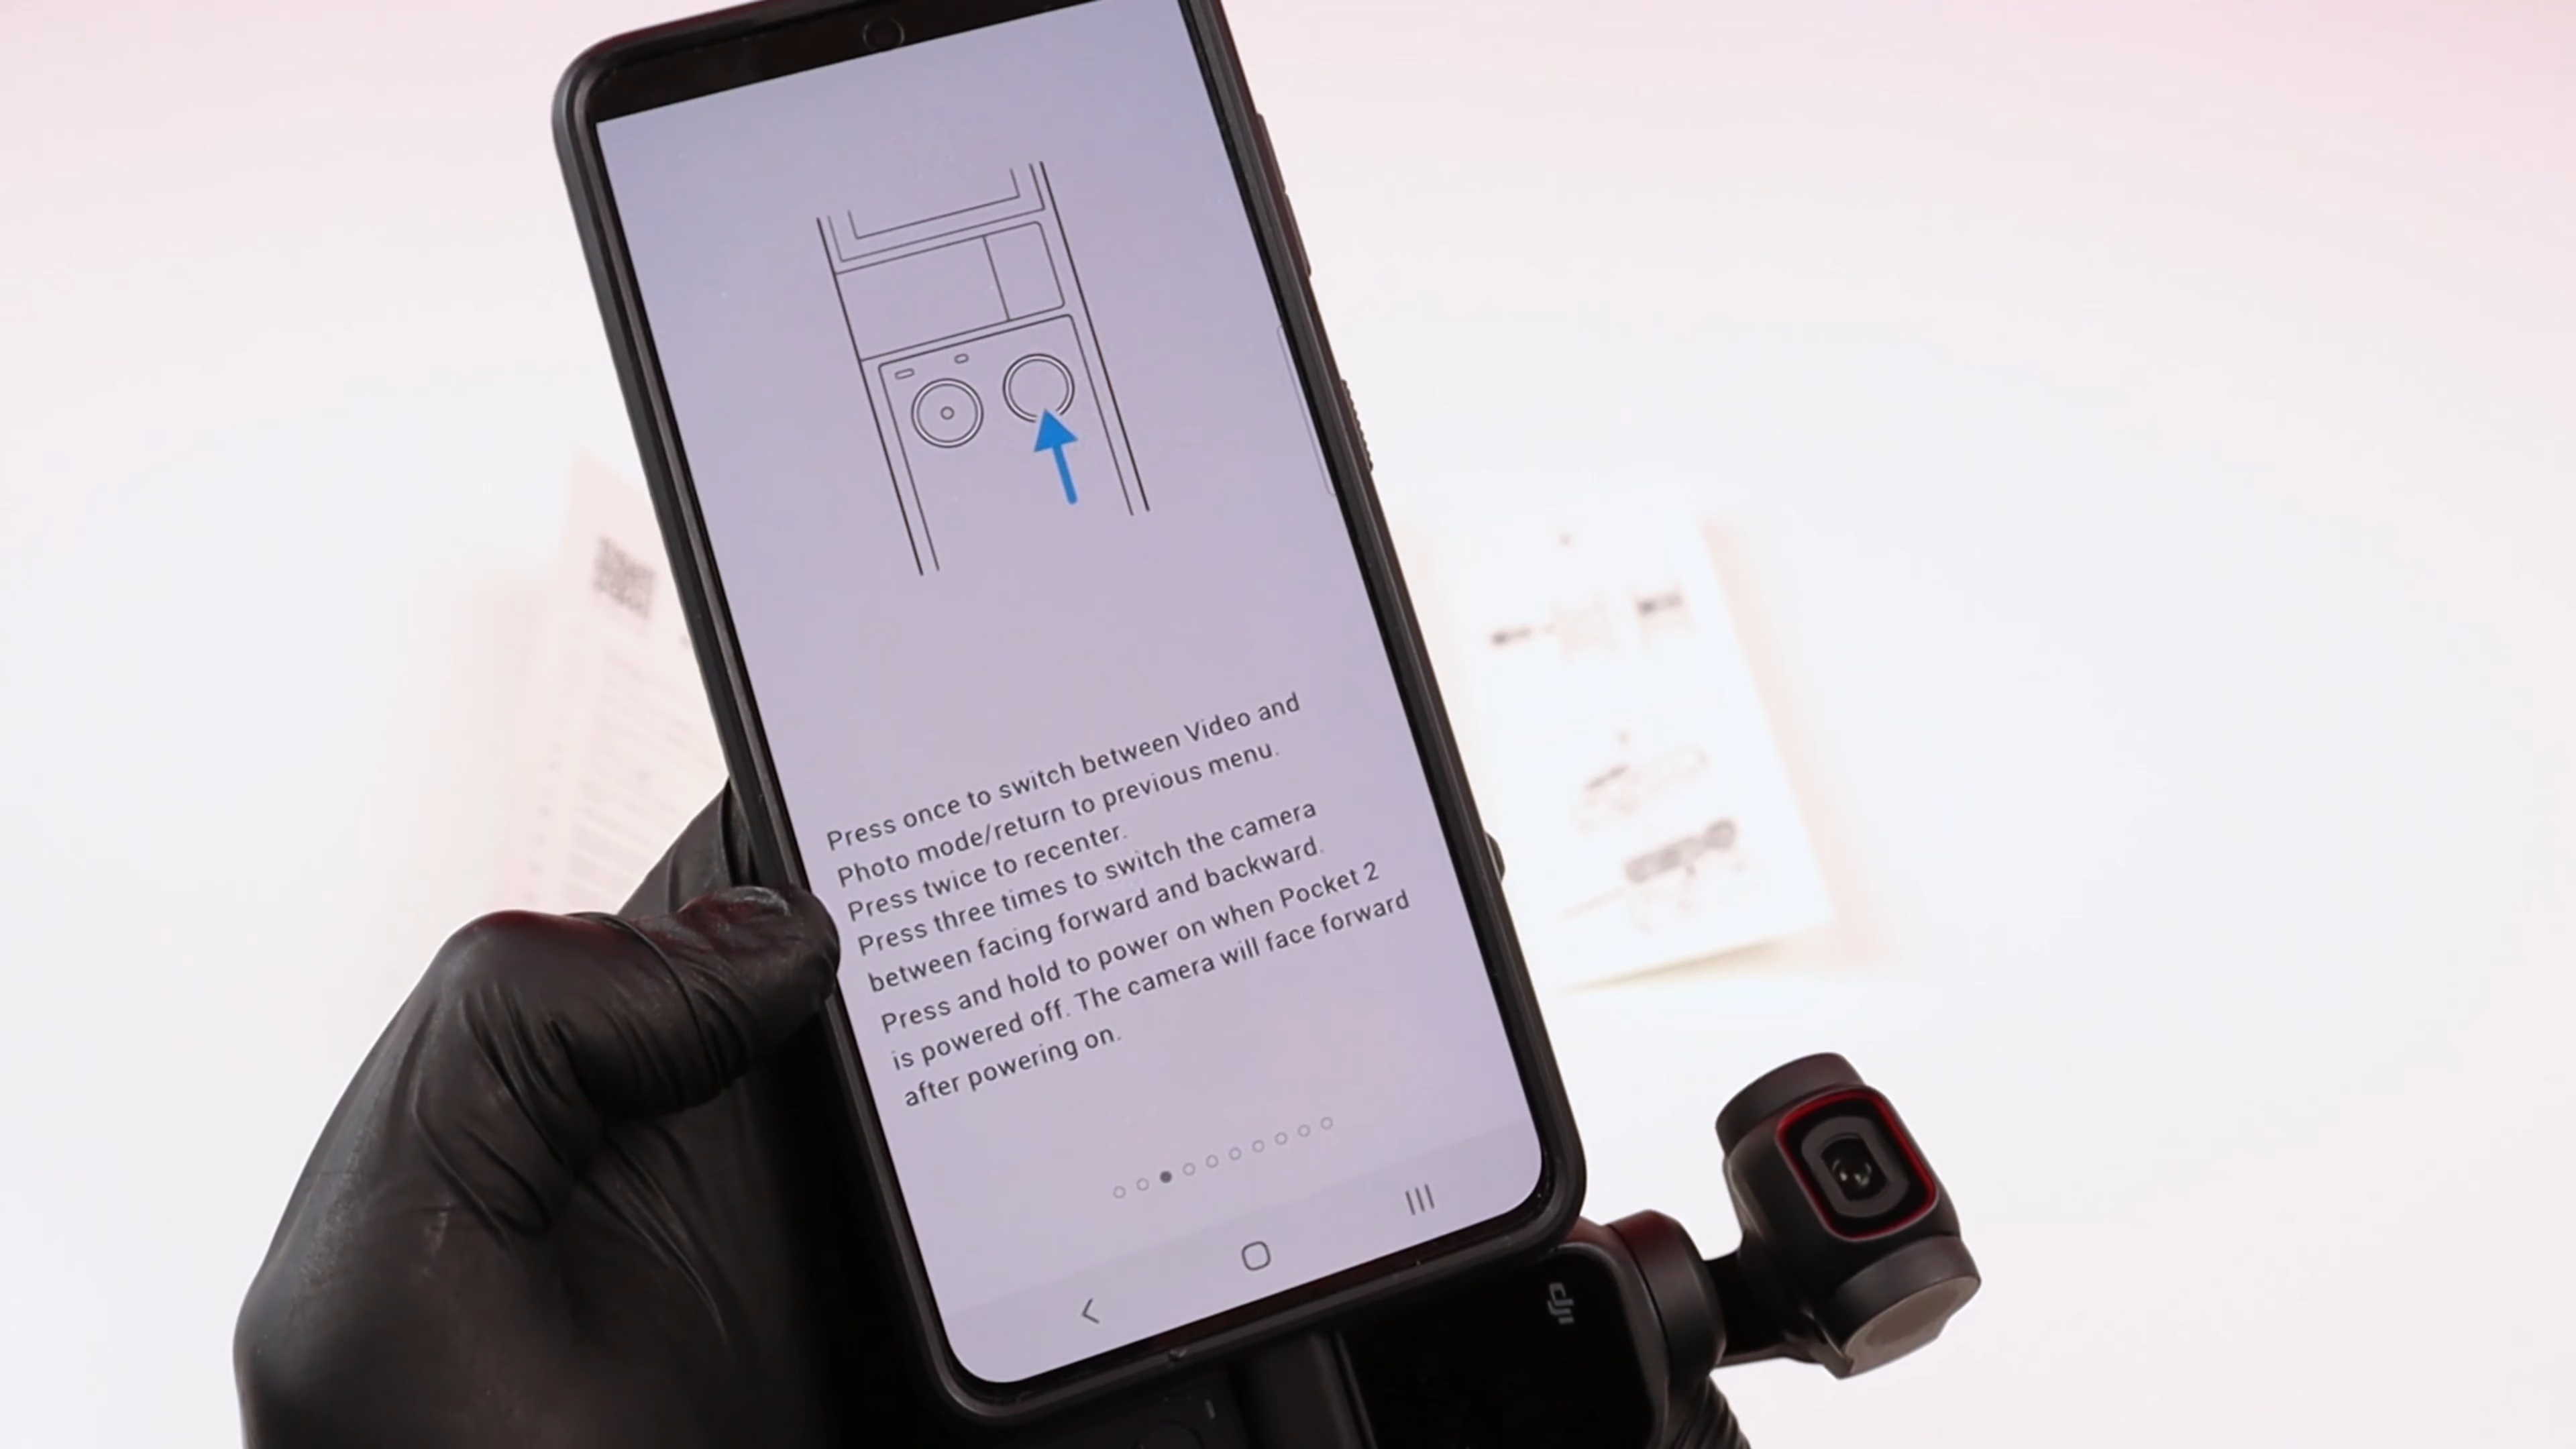 Press once to switch between Video and
Photo mode/return to previous menu.
Press twice to recenter.
Press three times to switch the camera
between facing forward and backward.
Press and hold to power on when Pocket 2
is powered off. The camera will face forward
after powering on.
dji